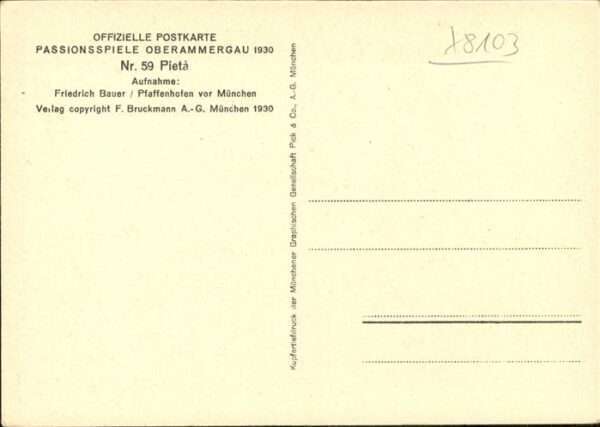 OFFIZIELLE POSTKARTE
PASSIONSSPIELE OBERAMMERGAU 1930
Nr. 59 Pietà
Aufnahme:
Friedrich Bauer / Pfaffenhofen vor München
Verlag copyright F. Bruckmann A.-G. München 1930
Kupfertiefdruck der Münchener Graphischen Gesellschaft Pick & Co., A.-G. München
8103